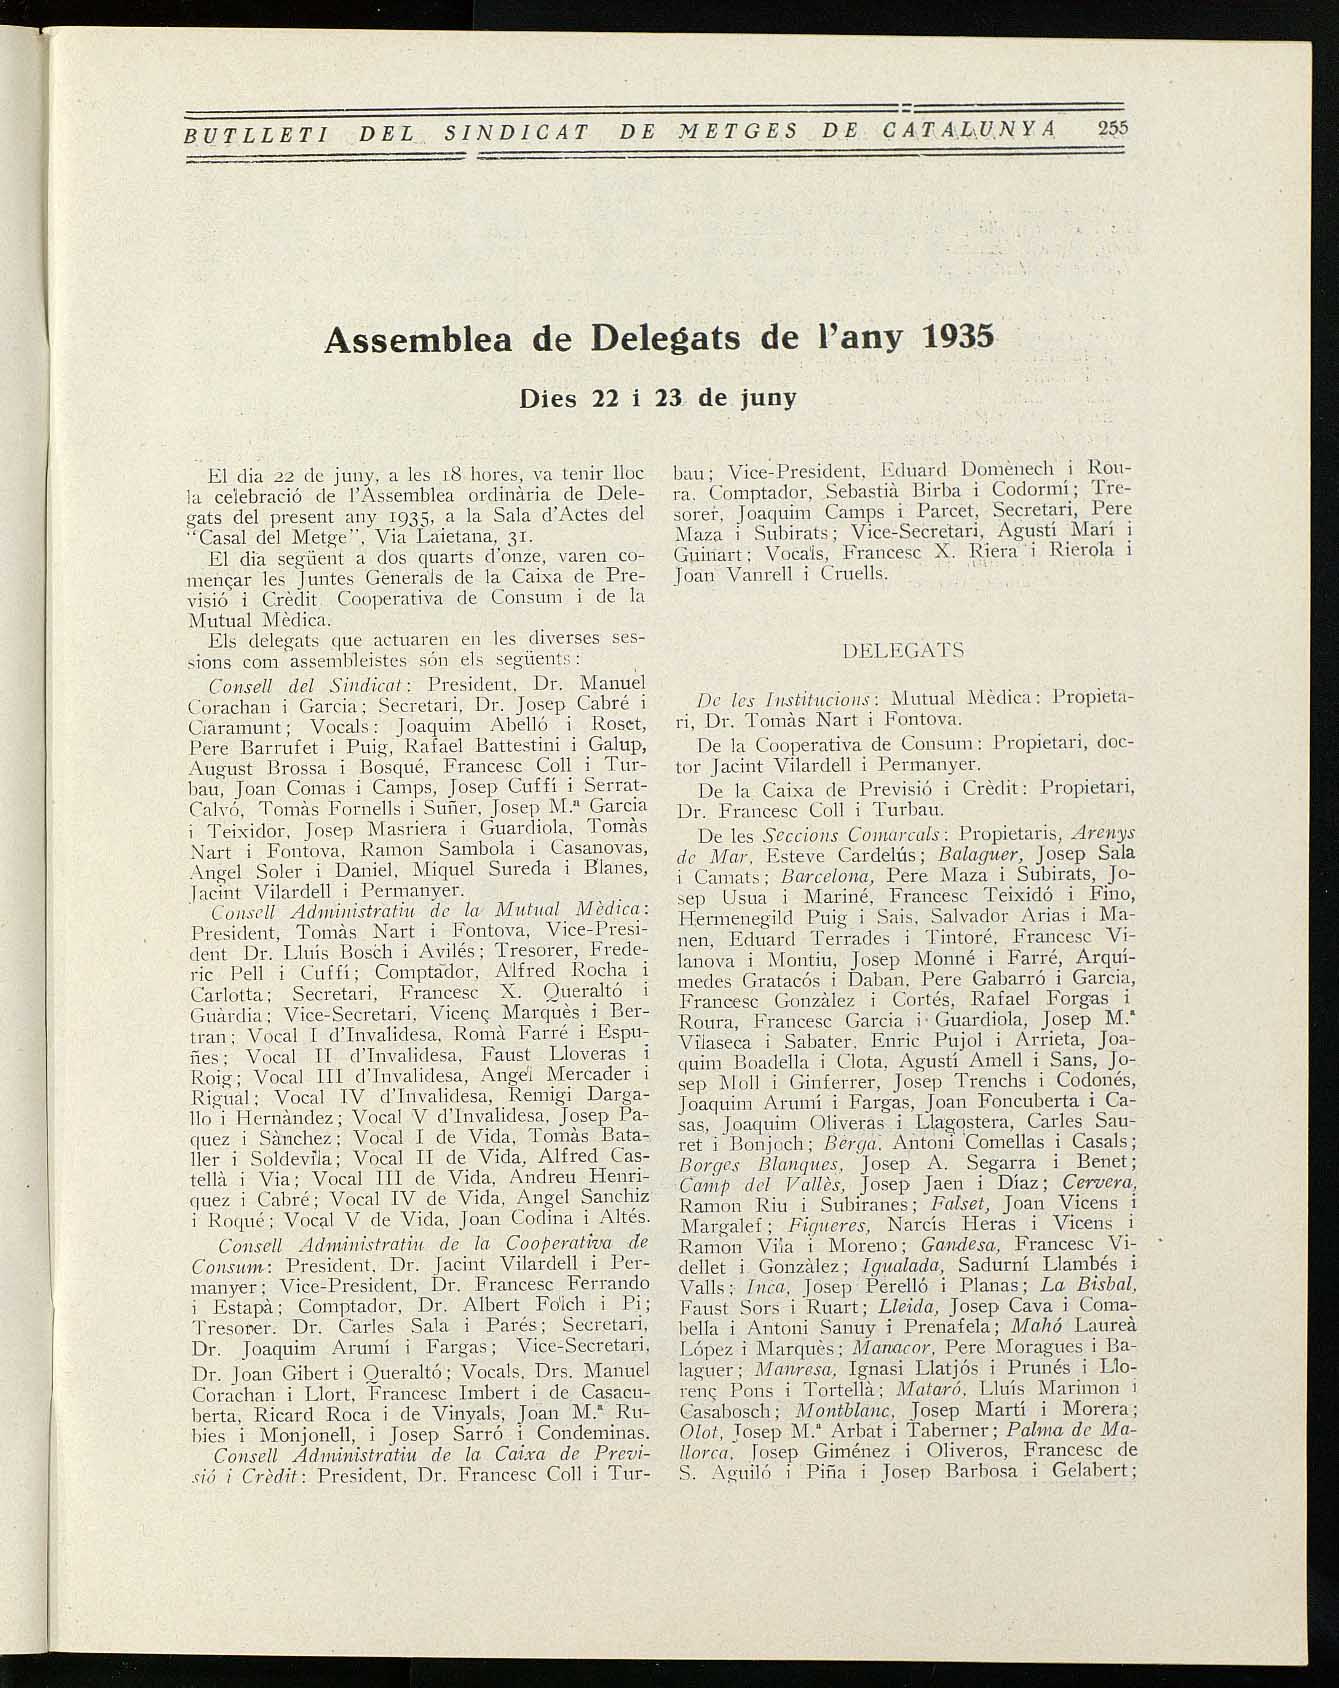 BUTLLETI DEL SINDICAT DE METGES DE CATALUNYA 255
Assemblea de Delegats de l'any 1935
Dies 22 i 23 de juny
El dia 22 de juny, a les 18 hores, va tenir lloc
la celebració de l'Assemblea ordinària de Dele-
gats del present any 1935, a la Sala d'Actes del
"Casal del Metge", Via Laietana, 31.
El dia següent a dos quarts d'onze, varen co-
mençar les Juntes Generals de la Caixa de Pre-
visió i Crèdit Cooperativa de Consum i de la
Mutual Mèdica.
Els delegats que actuaren en les diverses ses-
sions com assembleistes són els següents:
Consell del Sindicat: President, Dr. Manuel
Corachan i Garcia; Secretari, Dr. Josep Cabré i
Claramunt; Vocals: Joaquim Abelló i Roset,
Pere Barrufet i Puig, Rafael Battestini i Galup,
August Brossa i Bosqué, Francesc Coll i Tur-
bau, Joan Comas i Camps, Josep Cuffí i Serrat-
Calvó, Tomàs Fornells i Suñer, Josep M.ª Garcia
i Teixidor, Josep Masriera i Guardiola, Tomàs
Nart i Fontova, Ramon Sambola i Casanovas,
Angel Soler i Daniel, Miquel Sureda i Blanes,
Jacint Vilardell i Permanyer.
Consell Administratiu de la Mutual Mèdica:
President, Tomàs Nart i Fontova, Vice-Presi-
dent Dr. Lluís Bosch i Avilés; Tresorer, Frede-
ric Pell i Cuffí; Comptador, Alfred Rocha i
Carlotta; Secretari, Francesc X. Queraltó i
Guàrdia; Vice-Secretari, Vicenç Marquès i Ber-
tran; Vocal I d'Invalidesa, Romà Farré i Espu-
ñes; Vocal II d'Invalidesa, Faust Lloveras i
Roig; Vocal III d'Invalidesa, Angel Mercader i
Rigual; Vocal IV d'Invalidesa, Remigi Darga-
llo i Hernàndez; Vocal V d'Invalidesa, Josep Pa-
quez i Sànchez; Vocal I de Vida, Tomàs Bata-
ller i Soldevila; Vocal II de Vida, Alfred Cas-
tellà i Via; Vocal III de Vida, Andreu Henri-
quez i Cabré; Vocal IV de Vida, Angel Sanchiz
i Roqué; Vocal V de Vida, Joan Codina i Altés.
Consell Administratiu de la Cooperativa de
Consum: President, Dr. Jacint Vilardell i Per-
manyer; Vice-President, Dr. Francesc Ferrando
i Estapà; Comptador, Dr. Albert Folch i Pi;
Tresorer. Dr. Carles Sala i Parés; Secretari,
Dr. Joaquim Arumí i Fargas; Vice-Secretari,
Dr. Joan Gibert i Queraltó; Vocals, Drs. Manuel
Corachan i Llort, Francesc Imbert i de Casacu-
berta, Ricard Roca i de Vinyals, Joan M.ª Ru-
bies i Monjonell, i Josep Sarró i Condeminas.
Consell Administratiu de la Caixa de Previ-
sió i Crèdit: President, Dr. Francesc Coll i Tur-
bau; Vice-President, Eduard Domènech i Rou-
ra. Comptador, Sebastià Birba i Codormí; Tre-
sorer, Joaquim Camps i Parcet, Secretari, Pere
Maza i Subirats; Vice-Secretari, Agustí Marí i
Guinart; Vocals, Francesc X. Riera i Rierola i
Joan Vanrell i Cruells.
DELEGATS
De les Institucions: Mutual Mèdica: Propieta-
ri, Dr. Tomàs Nart i Fontova.
De la Cooperativa de Consum: Propietari, doc-
tor Jacint Vilardell i Permanyer.
De la Caixa de Previsió i Crèdit: Propietari,
Dr. Francesc Coll i Turbau.
De les Seccions Comarcals: Propietaris, Arenys
de Mar, Esteve Cardelús; Balaguer, Josep Sala
i Camats; Barcelona, Pere Maza i Subirats, Jo-
sep Usua i Mariné, Francesc Teixidó i Fino,
Hermenegild Puig i Sais, Salvador Arias i Ma-
nen, Eduard Terrades i Tintoré, Francesc Vi-
lanova i Montiu, Josep Monné i Farré, Arquí-
medes Gratacós i Daban, Pere Gabarró i Garcia,
Francesc Gonzàlez i Cortés, Rafael Forgas i
Roura, Francesc Garcia i Guardiola, Josep M.ª
Vilaseca i Sabater, Enric Pujol i Arrieta, Joa-
quim Boadella i Clota, Agustí Amell i Sans, Jo-
sep Moll i Ginferrer, Josep Trenchs i Codonés,
Joaquim Arumí i Fargas, Joan Foncuberta i Ca-
sas, Joaquim Oliveras i Llagostera, Carles Sau-
ret i Bonjoch; Berga, Antoni Comellas i Casals;
Borges Blanques, Josep A. Segarra i Benet;
Camp del Vallès, Josep Jaen i Díaz; Cervera,
Ramon Riu i Subiranes; Falset, Joan Vicens i
Margalef; Figueres, Narcís Heras i Vicens i
Ramon Vila i Moreno; Gandesa, Francesc Vi-
dellet i Gonzàlez; Igualada, Sadurní Llambés i
Valls; Inca, Josep Perelló i Planas; La Bisbal,
Faust Sors i Ruart; Lleida, Josep Cava i Coma-
bella i Antoni Sanuy i Prenafela; Mahó Laureà
López i Marquès; Manacor, Pere Moragues i Ba-
laguer; Manresa, Ignasi Llatjós i Prunés i Llo-
renç Pons i Tortellà; Mataró, Lluís Marimon i
Casabosch; Montblanc, Josep Martí i Morera;
Olot, Josep M.ª Arbat i Taberner; Palma de Ma-
llorca, Josep Giménez i Oliveros, Francesc de
S. Aguiló i Piña i Josep Barbosa i Gelabert;